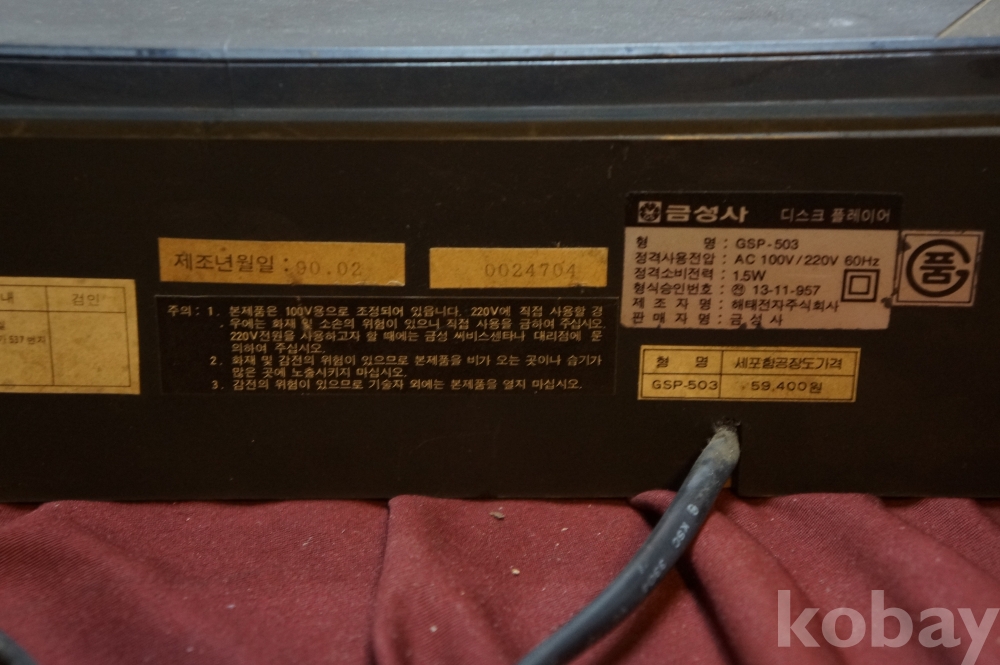 금성사 디스크 플레이어
형 명 : GSP-503
정격사용전압 : AC 100V/220V 60Hz
정격소비전력 : 1.5W
형식승인번호 : 13-11-957
제 조 자 명 : 해태전자주식회사
판 매 자 명 : 금 성 사
품
제조년월일 : 90.02
0024704
내 검인
537 번지
주의 : 1. 본제품은 100V용으로 조정되어 있읍니다. 220V에 직접 사용할 경
우에는 화재 및 소손의 위험이 있으니 직접 사용을 금하여 주십시오.
220V전원을 사용하고자 할 때에는 금성 써비스센타나 대리점에 문
의하여 주십시오.
2. 화재 및 감전의 위험이 있으므로 본제품을 비가 오는 곳이나 습기가
많은 곳에 노출시키지 마십시오.
3. 감전의 위험이 있으므로 기술자 외에는 본제품을 열지 마십시오.
형 명 세포함공장도가격
GSP-503 59,400원
KSC
kobay